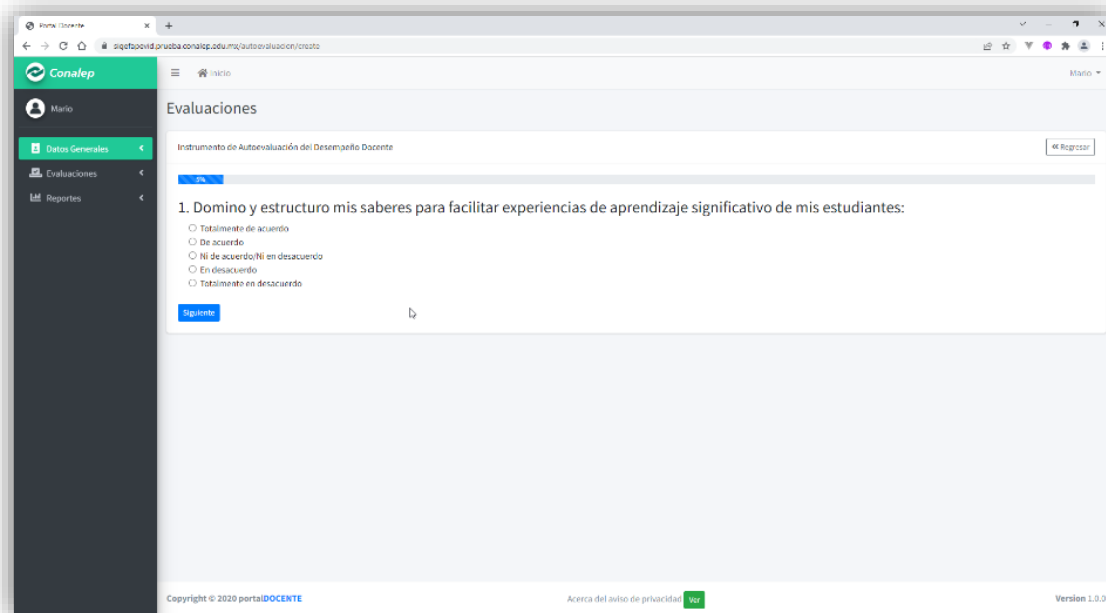 Portal Docente
sigefapevid.prueba.conalep.edu.mx/autoevaluacion/create
Conalep
Inicio
Mario
Mario
Evaluaciones
Datos Generales
Instrumento de Autoevaluación del Desempeño Docente
Regresar
Evaluaciones
5%
Reportes
1. Domino y estructuro mis saberes para facilitar experiencias de aprendizaje significativo de mis estudiantes:
Totalmente de acuerdo
De acuerdo
Ni de acuerdo/Ni en desacuerdo
En desacuerdo
Totalmente en desacuerdo
Siguiente
Copyright © 2020 portalDOCENTE
Acerca del aviso de privacidad Ver
Version 1.0.0